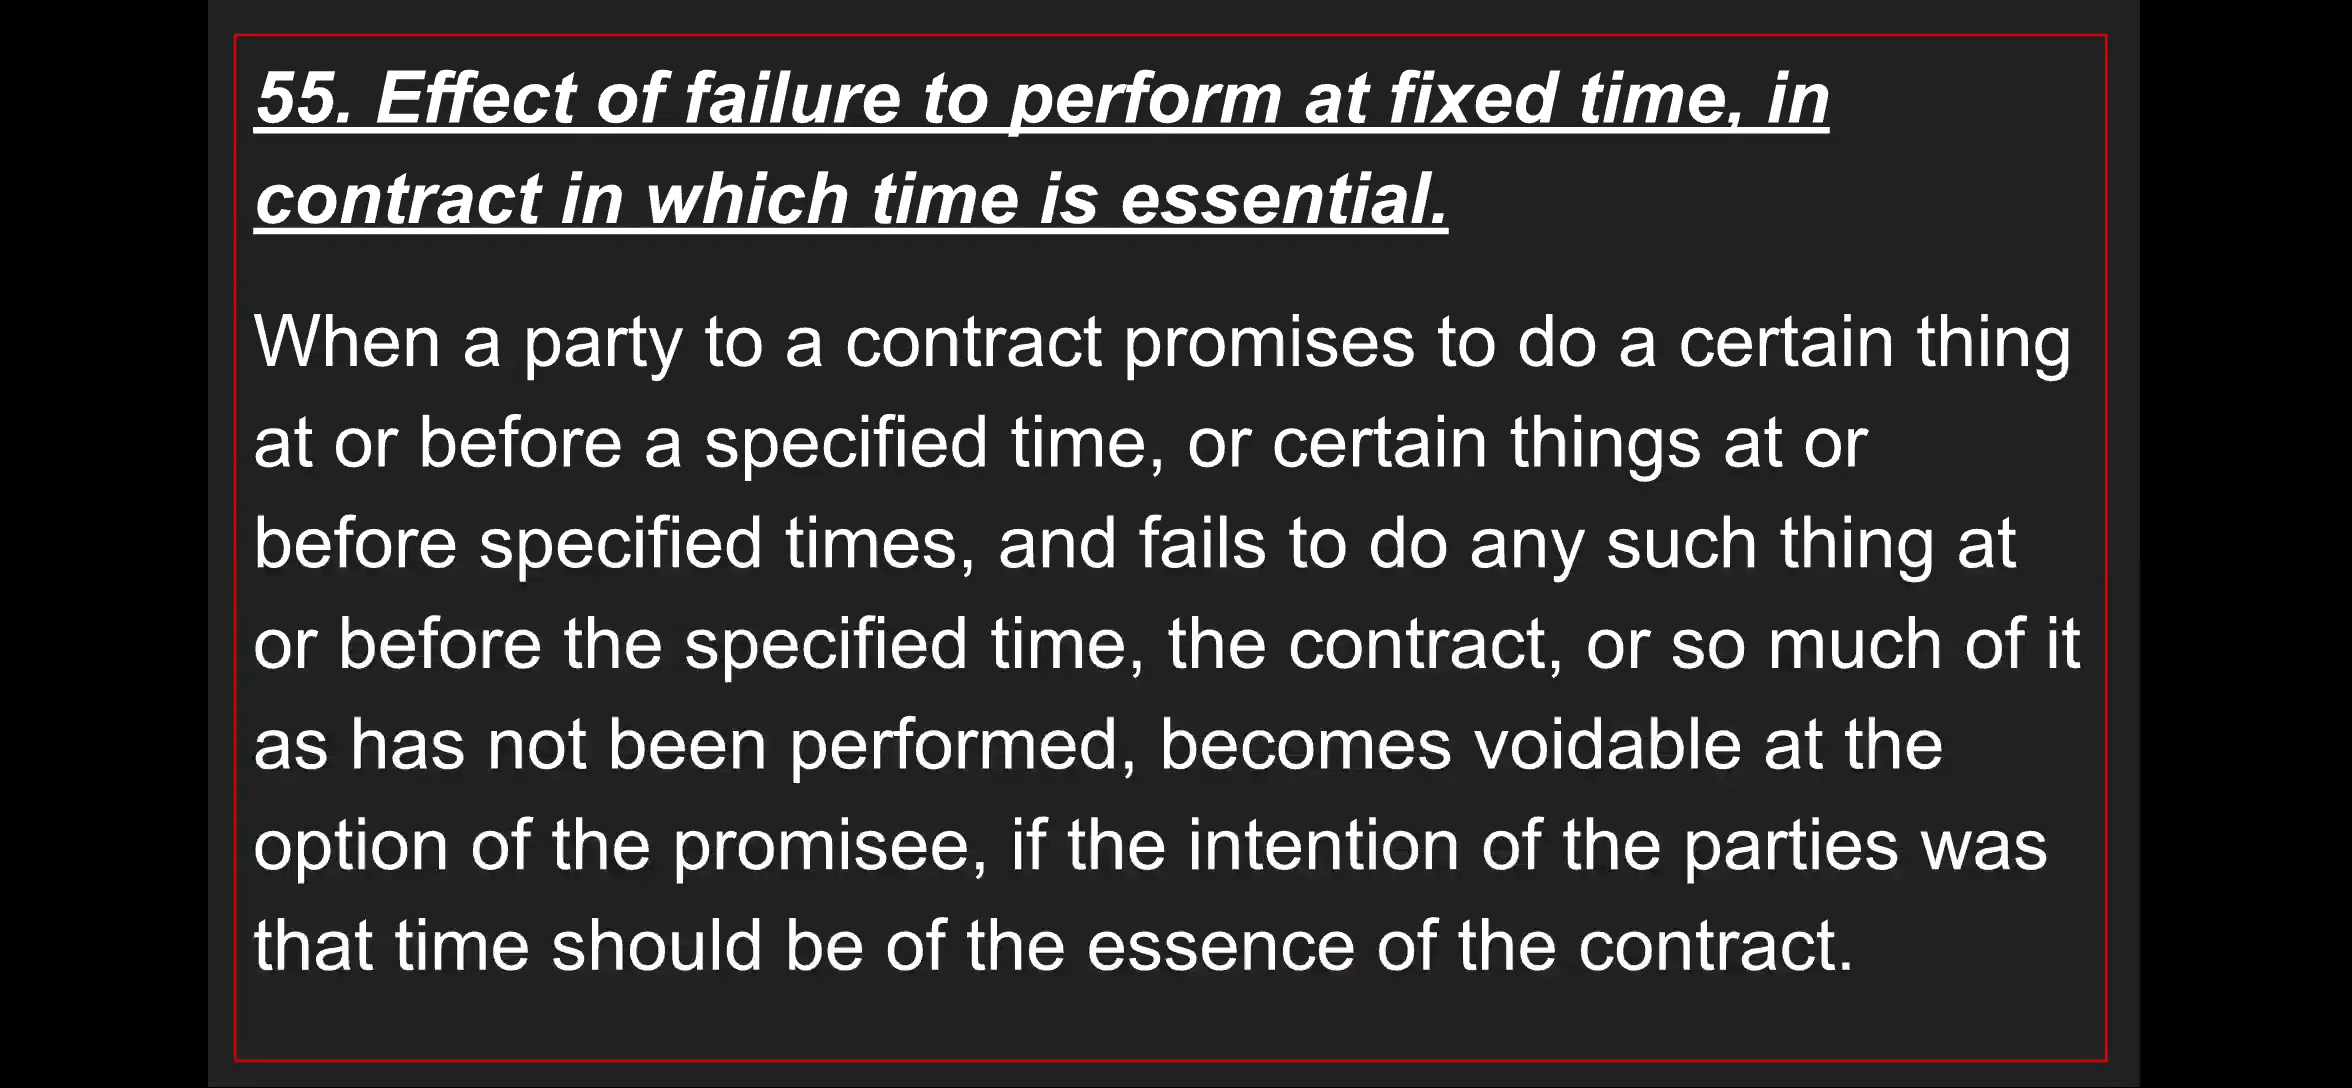 55. Effect of failure to perform at fixed time, in
contract in which time is essential.
When a party to a contract promises to do a certain thing
at or before a specified time, or certain things at or
before specified times, and fails to do any such thing at
or before the specified time, the contract, or so much of it
as has not been performed, becomes voidable at the
option of the promisee, if the intention of the parties was
that time should be of the essence of the contract.